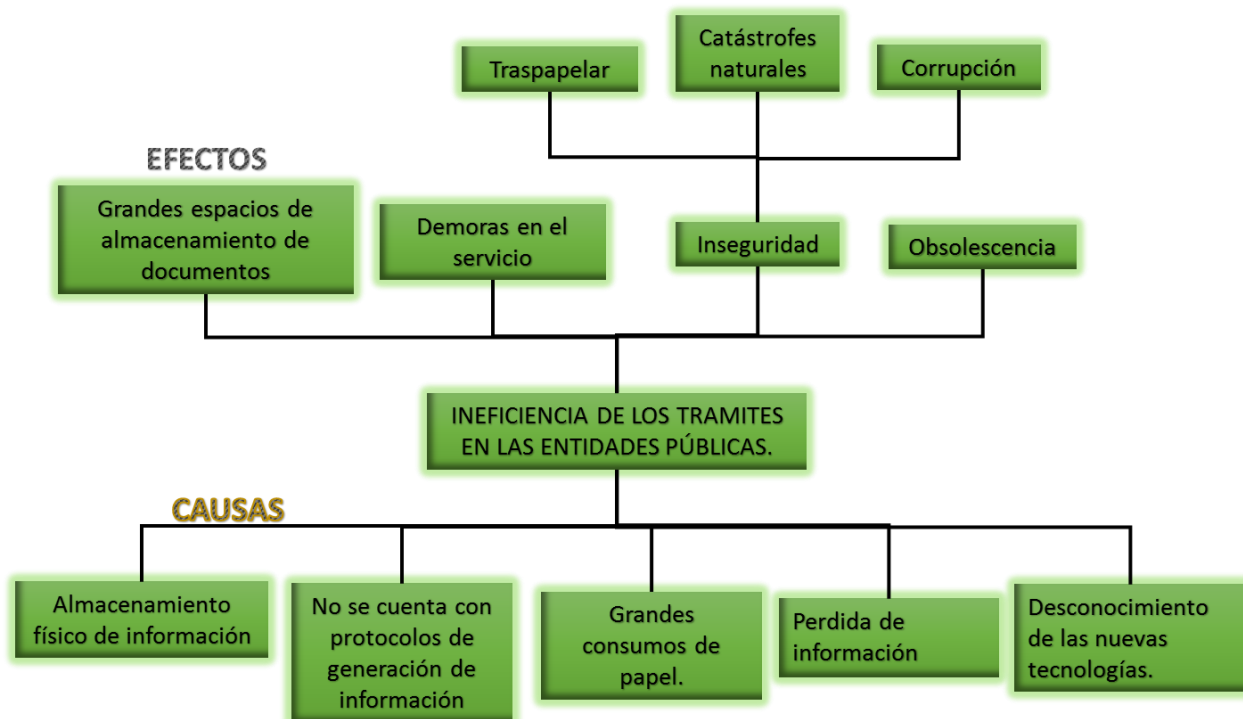 Traspapelar
Catástrofes
naturales
Corrupción
EFECTOS
Grandes espacios de
almacenamiento de
documentos
Demoras en el
servicio
Inseguridad
Obsolescencia
INEFICIENCIA DE LOS TRAMITES
EN LAS ENTIDADES PÚBLICAS.
CAUSAS
Almacenamiento
físico de información
No se cuenta con
protocolos de
generación de
información
Grandes
consumos de
papel.
Perdida de
información
Desconocimiento
de las nuevas
tecnologías.